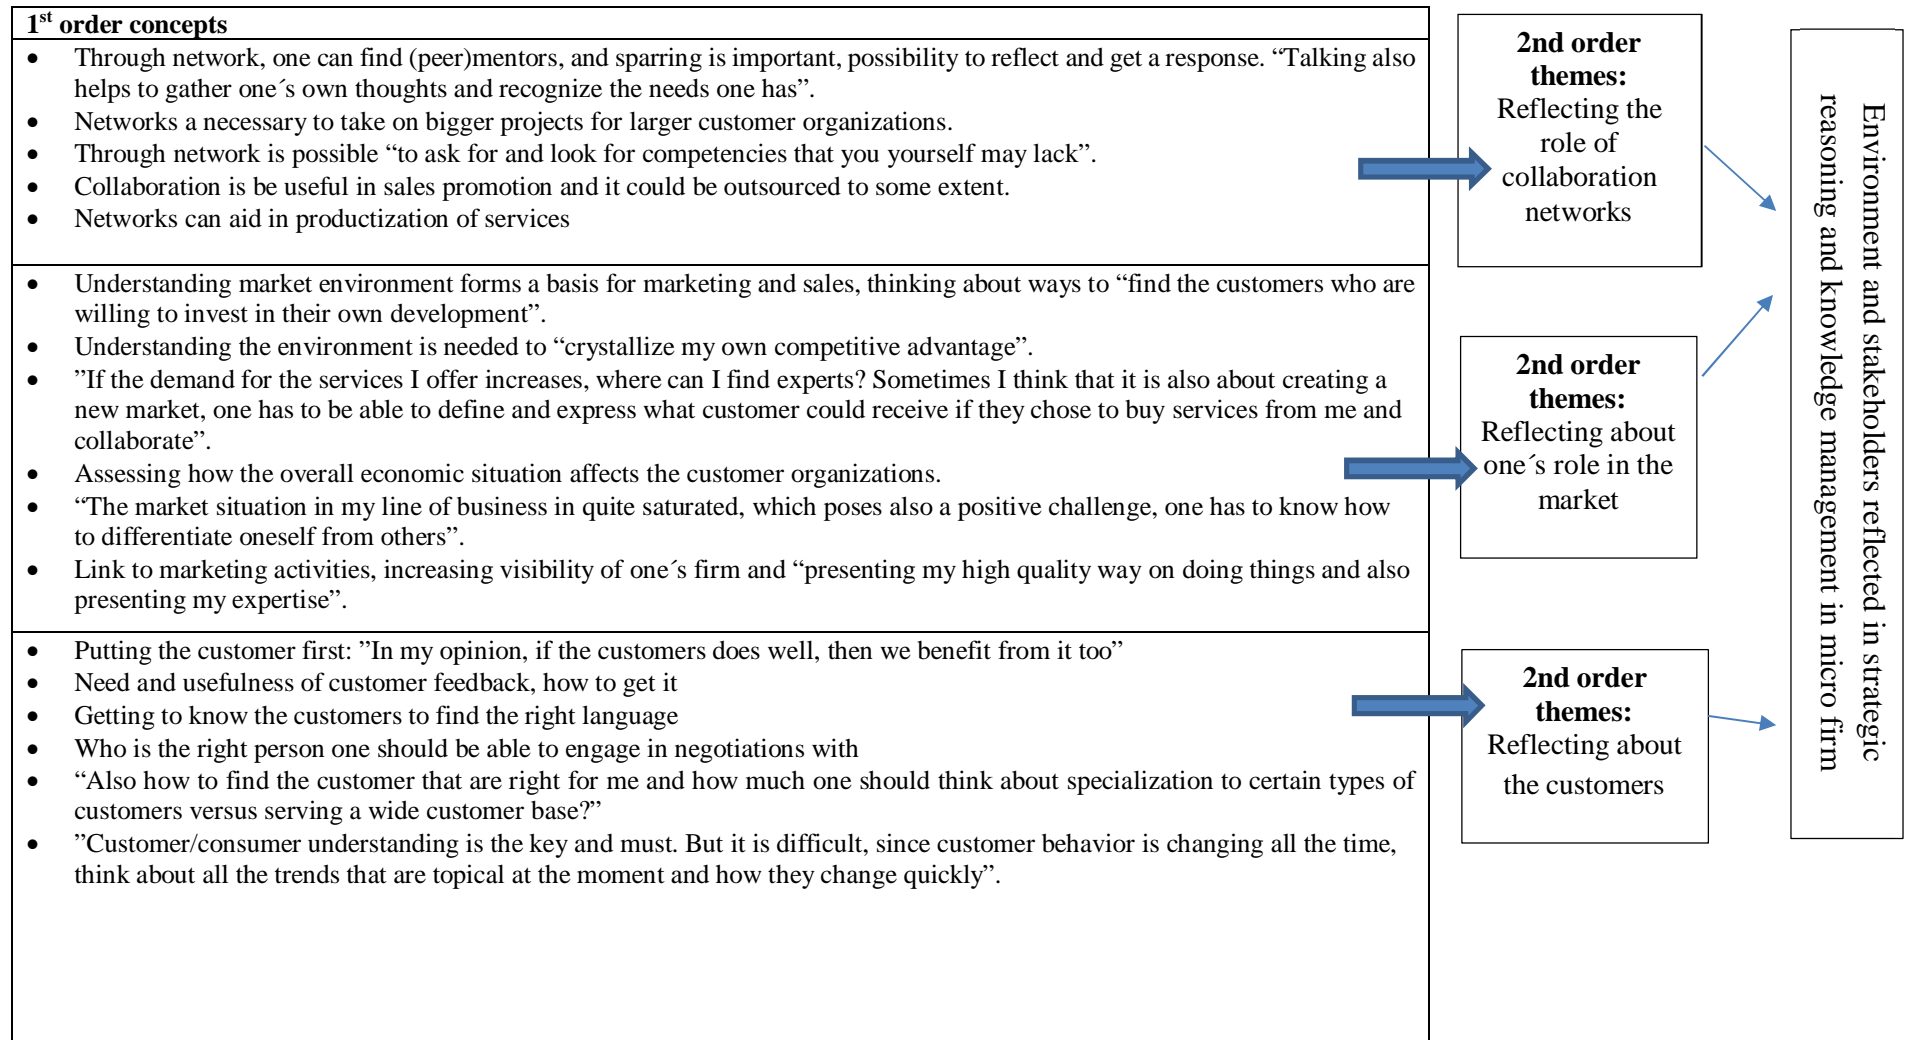 1st order concepts
• Through network, one can find (peer)mentors, and sparring is important, possibility to reflect and get a response. “Talking also
helps to gather one´s own thoughts and recognize the needs one has”.
• Networks a necessary to take on bigger projects for larger customer organizations.
• Through network is possible “to ask for and look for competencies that you yourself may lack”.
• Collaboration is be useful in sales promotion and it could be outsourced to some extent.
• Networks can aid in productization of services
• Understanding market environment forms a basis for marketing and sales, thinking about ways to “find the customers who are
willing to invest in their own development”.
• Understanding the environment is needed to “crystallize my own competitive advantage”.
• ”If the demand for the services I offer increases, where can I find experts? Sometimes I think that it is also about creating a
new market, one has to be able to define and express what customer could receive if they chose to buy services from me and
collaborate”.
• Assessing how the overall economic situation affects the customer organizations.
• “The market situation in my line of business in quite saturated, which poses also a positive challenge, one has to know how
to differentiate oneself from others”.
• Link to marketing activities, increasing visibility of one´s firm and “presenting my high quality way on doing things and also
presenting my expertise”.
• Putting the customer first: ”In my opinion, if the customers does well, then we benefit from it too”
• Need and usefulness of customer feedback, how to get it
• Getting to know the customers to find the right language
• Who is the right person one should be able to engage in negotiations with
• “Also how to find the customer that are right for me and how much one should think about specialization to certain types of
customers versus serving a wide customer base?”
• ”Customer/consumer understanding is the key and must. But it is difficult, since customer behavior is changing all the time,
think about all the trends that are topical at the moment and how they change quickly”.
2nd order
themes:
Reflecting the
role of
collaboration
networks
2nd order
themes:
Reflecting about
one´s role in the
market
2nd order
themes:
Reflecting about
the customers
Environment and stakeholders reflected in strategic
reasoning and knowledge management in micro firm